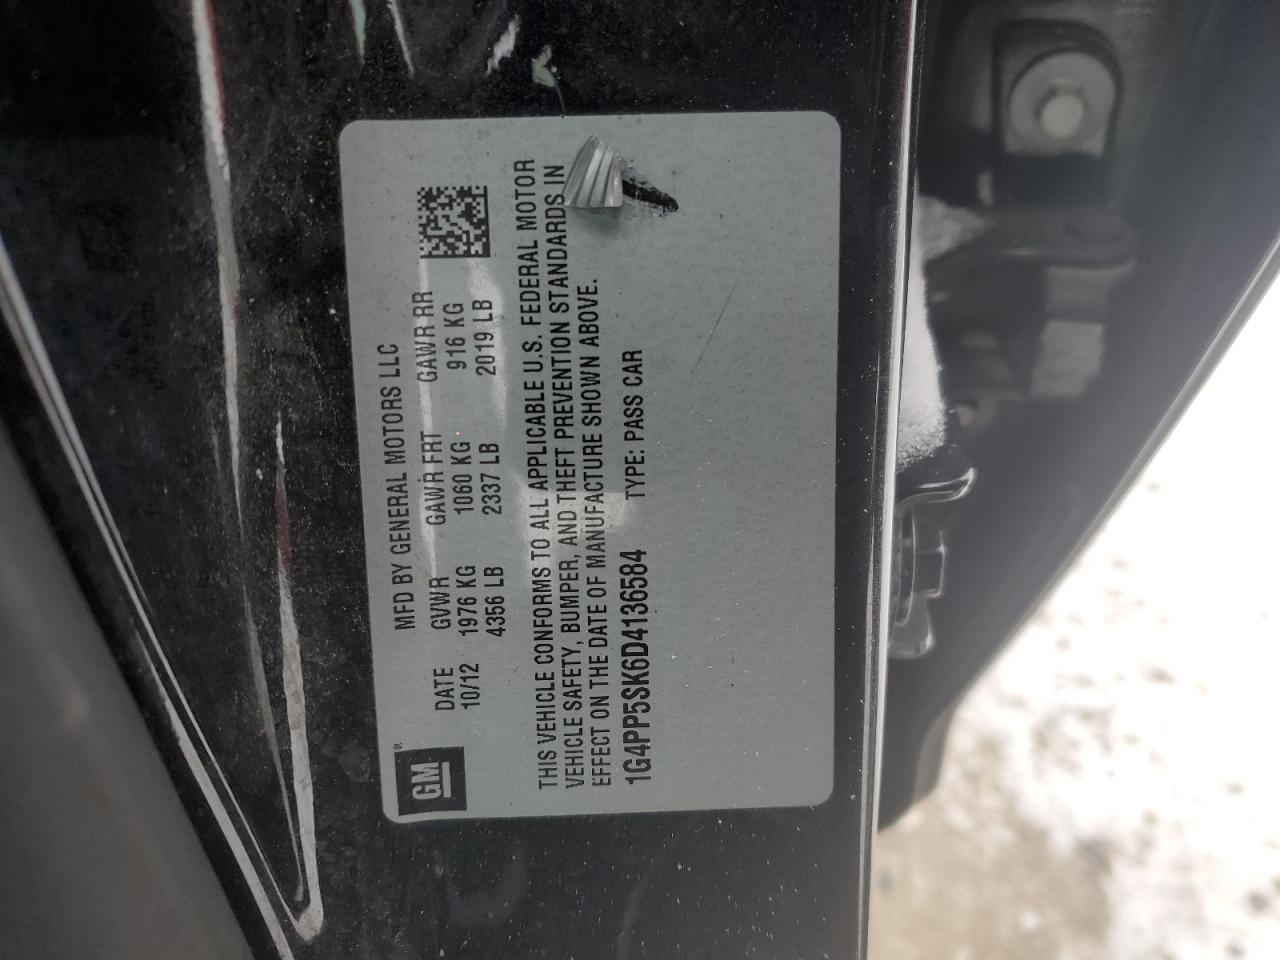 GM®
MFD BY GENERAL MOTORS LLC
DATE GVWR GAWR FRT GAWR RR
10/12 1976 KG 1060 KG 916 KG
4356 LB 2337 LB 2019 LB
THIS VEHICLE CONFORMS TO ALL APPLICABLE U.S. FEDERAL MOTOR
VEHICLE SAFETY, BUMPER, AND THEFT PREVENTION STANDARDS IN
EFFECT ON THE DATE OF MANUFACTURE SHOWN ABOVE.
1G4PP5SK6D4136584 TYPE: PASS CAR